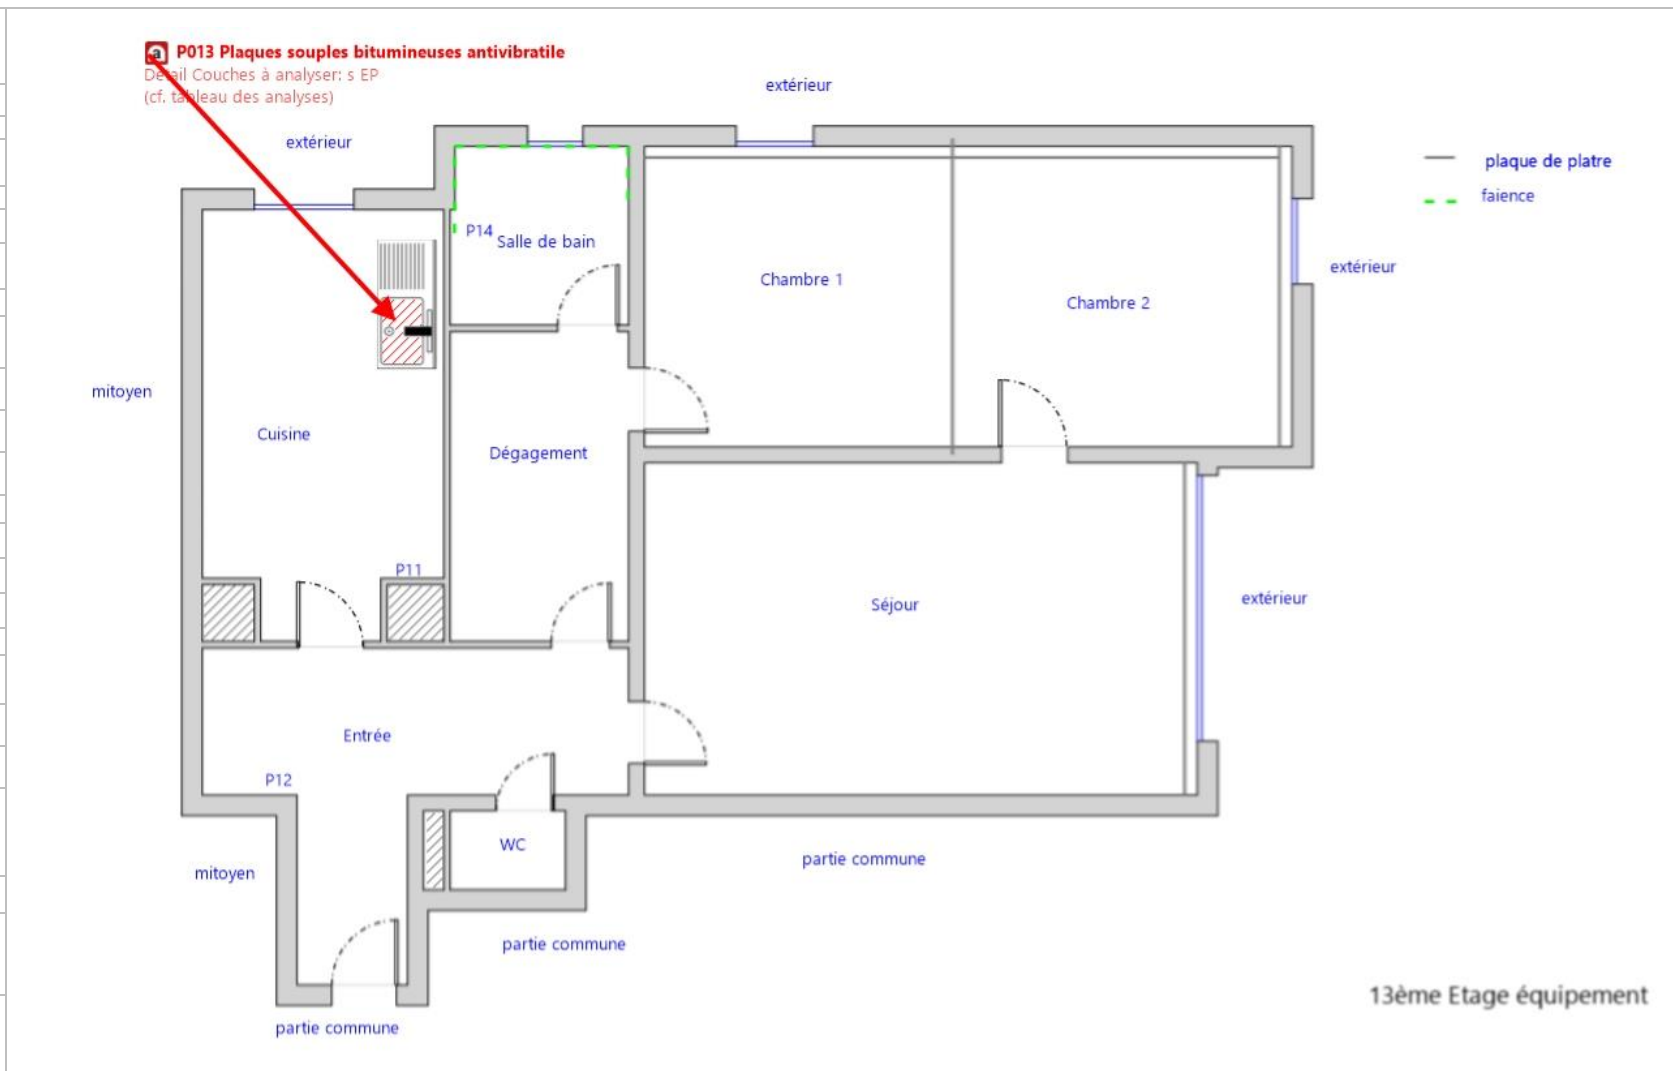 a P013 Plaques souples bitumineuses antivibratile
Détail Couches à analyser: s EP
(cf. tableau des analyses)
extérieur
extérieur
plaque de platre
faience
P14
Salle de bain
extérieur
Chambre 1
Chambre 2
mitoyen
Cuisine
Dégagement
P11
extérieur
Séjour
Entrée
P12
WC
partie commune
mitoyen
partie commune
13ème Etage équipement
partie commune